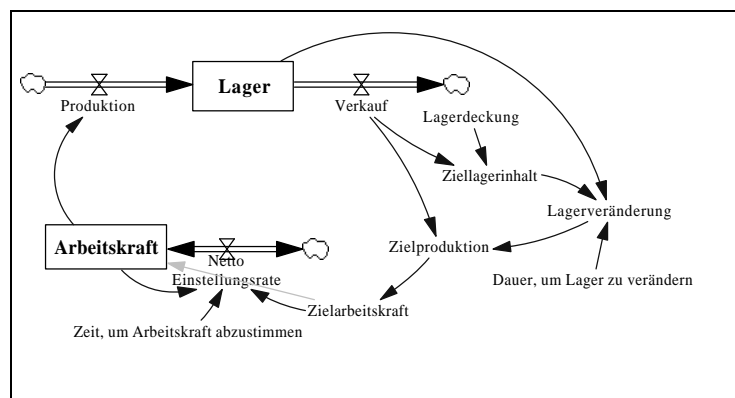 Lager
Produktion
Verkauf
Lagerdeckung
Ziellagerinhalt
Lagerveränderung
Arbeitskraft
Zielproduktion
Netto
Einstellungsrate
Dauer, um Lager zu verändern
Zielarbeitskraft
Zeit, um Arbeitskraft abzustimmen